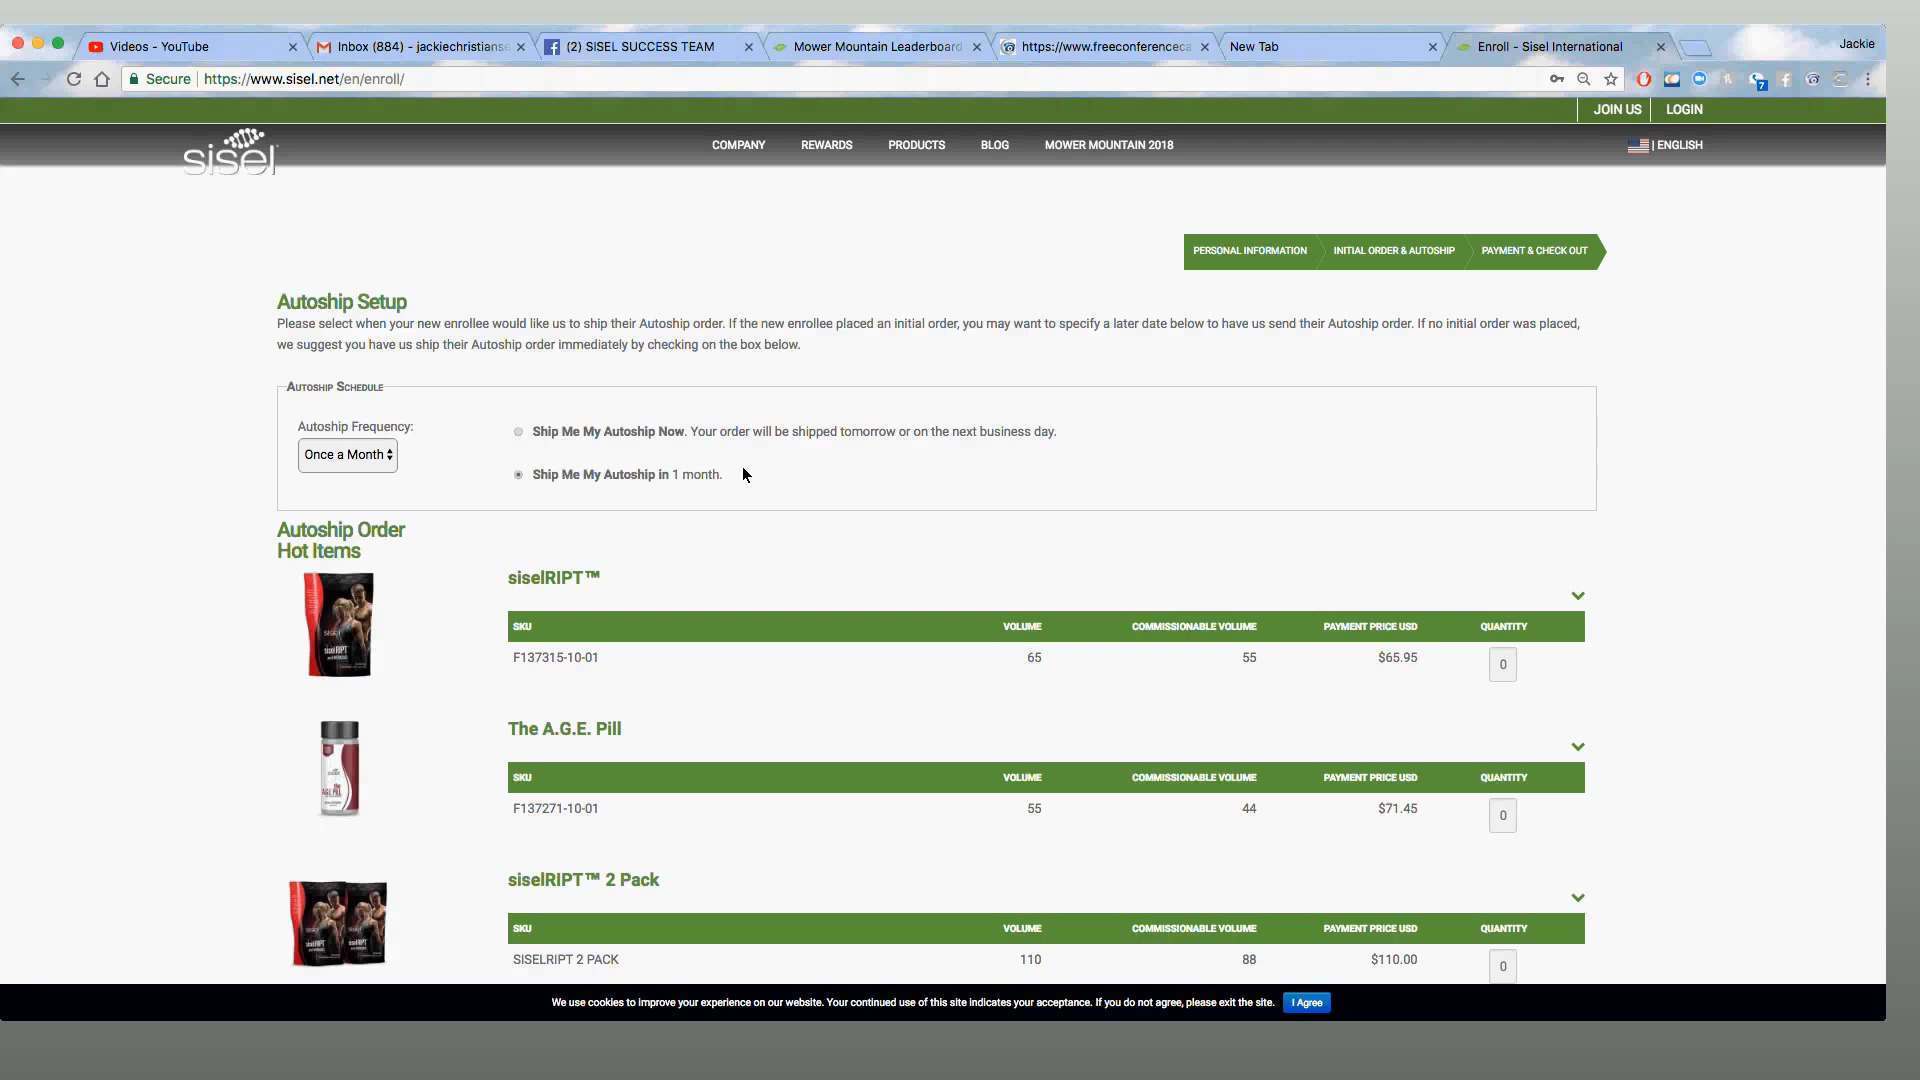 Videos - YouTube
Inbox (884) - jackiechristianse
(2) SISEL SUCCESS TEAM
Mower Mountain Leaderboard
https://www.freeconferenceca
New Tab
Enroll - Sisel International
Jackie
Secure
https://www.sisel.net/en/enroll/
7
JOIN US
LOGIN
sisel
COMPANY
REWARDS
PRODUCTS
BLOG
MOWER MOUNTAIN 2018
| ENGLISH
PERSONAL INFORMATION
INITIAL ORDER & AUTOSHIP
PAYMENT & CHECK OUT
Autoship Setup
Please select when your new enrollee would like us to ship their Autoship order. If the new enrollee placed an initial order, you may want to specify a later date below to have us send their Autoship order. If no initial order was placed,
we suggest you have us ship their Autoship order immediately by checking on the box below.
Autoship Schedule
Autoship Frequency:
Once a Month
Ship Me My Autoship Now. Your order will be shipped tomorrow or on the next business day.
Ship Me My Autoship in 1 month.
Autoship Order
Hot Items
siselRIPT™
SKU VOLUME COMMISSIONABLE VOLUME PAYMENT PRICE USD QUANTITY
F137315-10-01 65 55 $65.95 0
The A.G.E. Pill
SKU VOLUME COMMISSIONABLE VOLUME PAYMENT PRICE USD QUANTITY
F137271-10-01 55 44 $71.45 0
siselRIPT™ 2 Pack
SKU VOLUME COMMISSIONABLE VOLUME PAYMENT PRICE USD QUANTITY
SISELRIPT 2 PACK 110 88 $110.00 0
We use cookies to improve your experience on our website. Your continued use of this site indicates your acceptance. If you do not agree, please exit the site.
I Agree